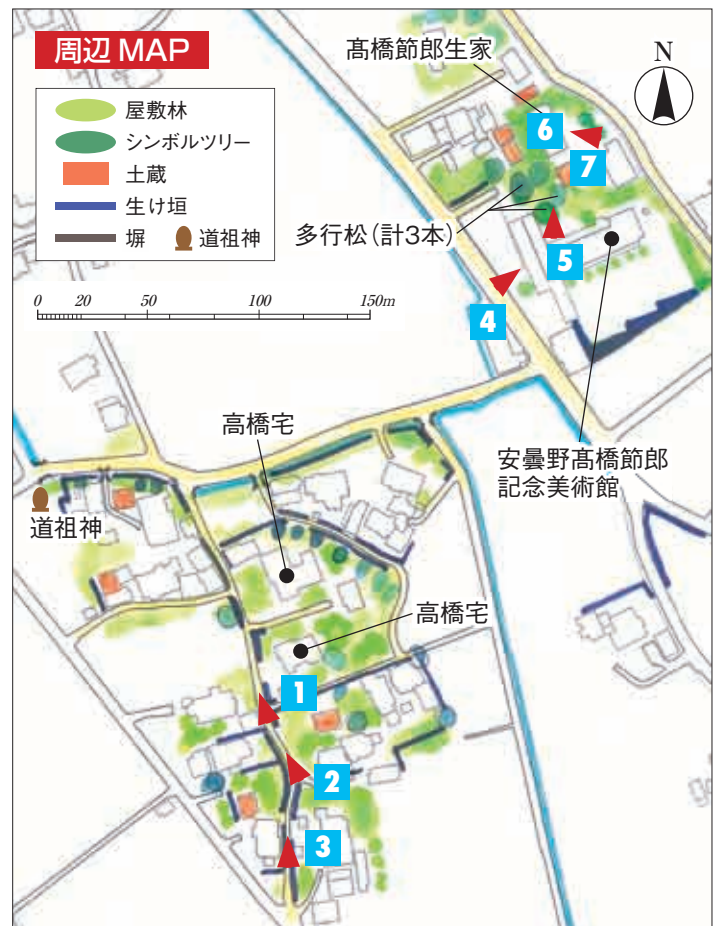 周辺 MAP
屋敷林
シンボルツリー
土蔵
生け垣
塀
道祖神
0 20 50 100 150m
N
髙橋節郎生家
6
7
多行松（計3本）
5
4
安曇野髙橋節郎
記念美術館
高橋宅
道祖神
高橋宅
1
2
3